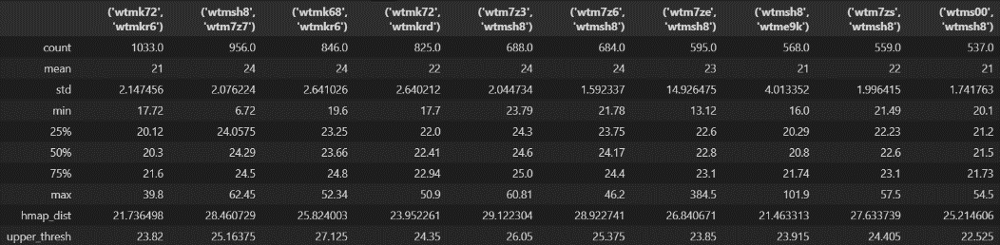 ('wtmk72', 'wtmkr6') ('wtmsh8', 'wtm7z7') ('wtmk68', 'wtmkr6') ('wtmk72', 'wtmkrd') ('wtm7z3', 'wtmsh8') ('wtm7z6', 'wtmsh8') ('wtm7ze', 'wtmsh8') ('wtmsh8', 'wtme9k') ('wtm7zs', 'wtmsh8') ('wtms00', 'wtmsh8')
count 1033.0 956.0 846.0 825.0 688.0 684.0 595.0 568.0 559.0 537.0
mean 21 24 24 22 24 24 23 21 22 21
std 2.147456 2.076224 2.641026 2.640212 2.044734 1.592337 14.926475 4.013352 1.996415 1.741763
min 17.72 6.72 19.6 17.7 23.79 21.78 13.12 16.0 21.49 20.1
25% 20.12 24.0575 23.25 22.0 24.3 23.75 22.6 20.29 22.23 21.2
50% 20.3 24.29 23.66 22.41 24.6 24.17 22.8 20.8 22.6 21.5
75% 21.6 24.5 24.8 22.94 25.0 24.4 23.1 21.74 23.1 21.73
max 39.8 62.45 52.34 50.9 60.81 46.2 384.5 101.9 57.5 54.5
hmap_dist 21.736498 28.460729 25.824003 23.952261 29.122304 28.922741 26.840671 21.463313 27.633739 25.214606
upper_thresh 23.82 25.16375 27.125 24.35 26.05 25.375 23.85 23.915 24.405 22.525